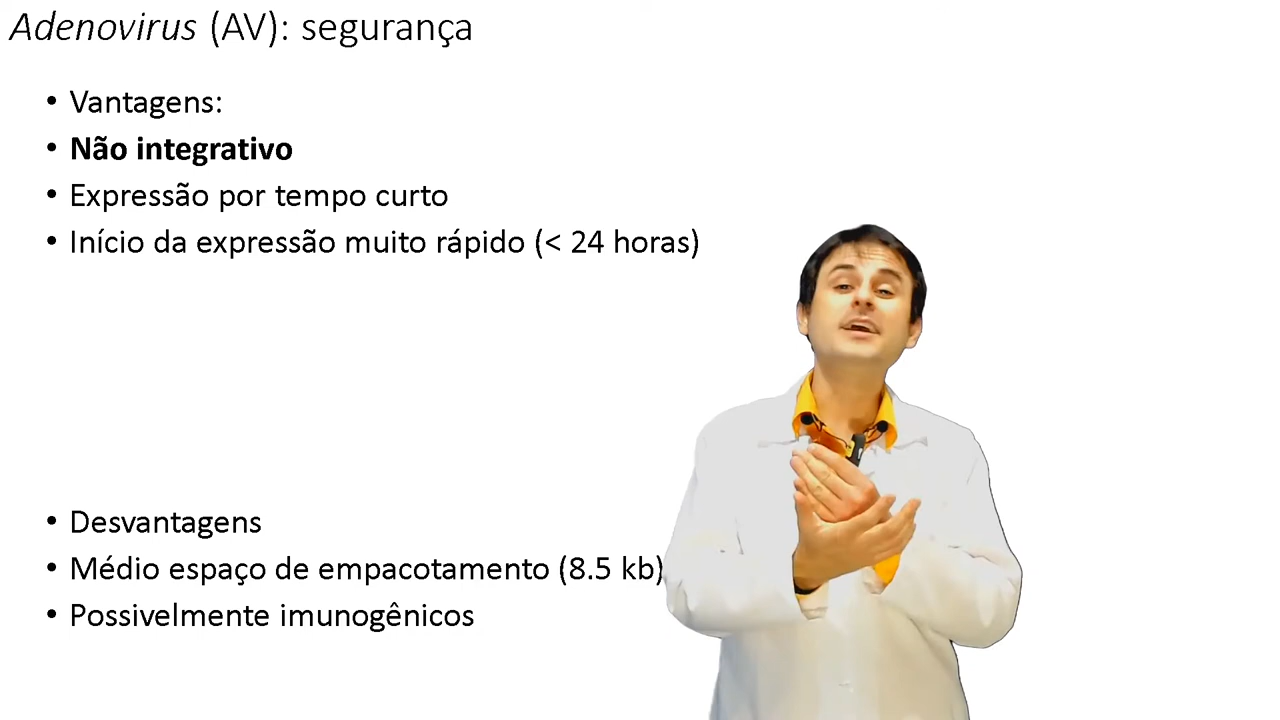 Adenovirus (AV): segurança
• Vantagens:
• Não integrativo
• Expressão por tempo curto
• Início da expressão muito rápido (< 24 horas)
• Desvantagens
• Médio espaço de empacotamento (8.5 kb)
• Possivelmente imunogênicos